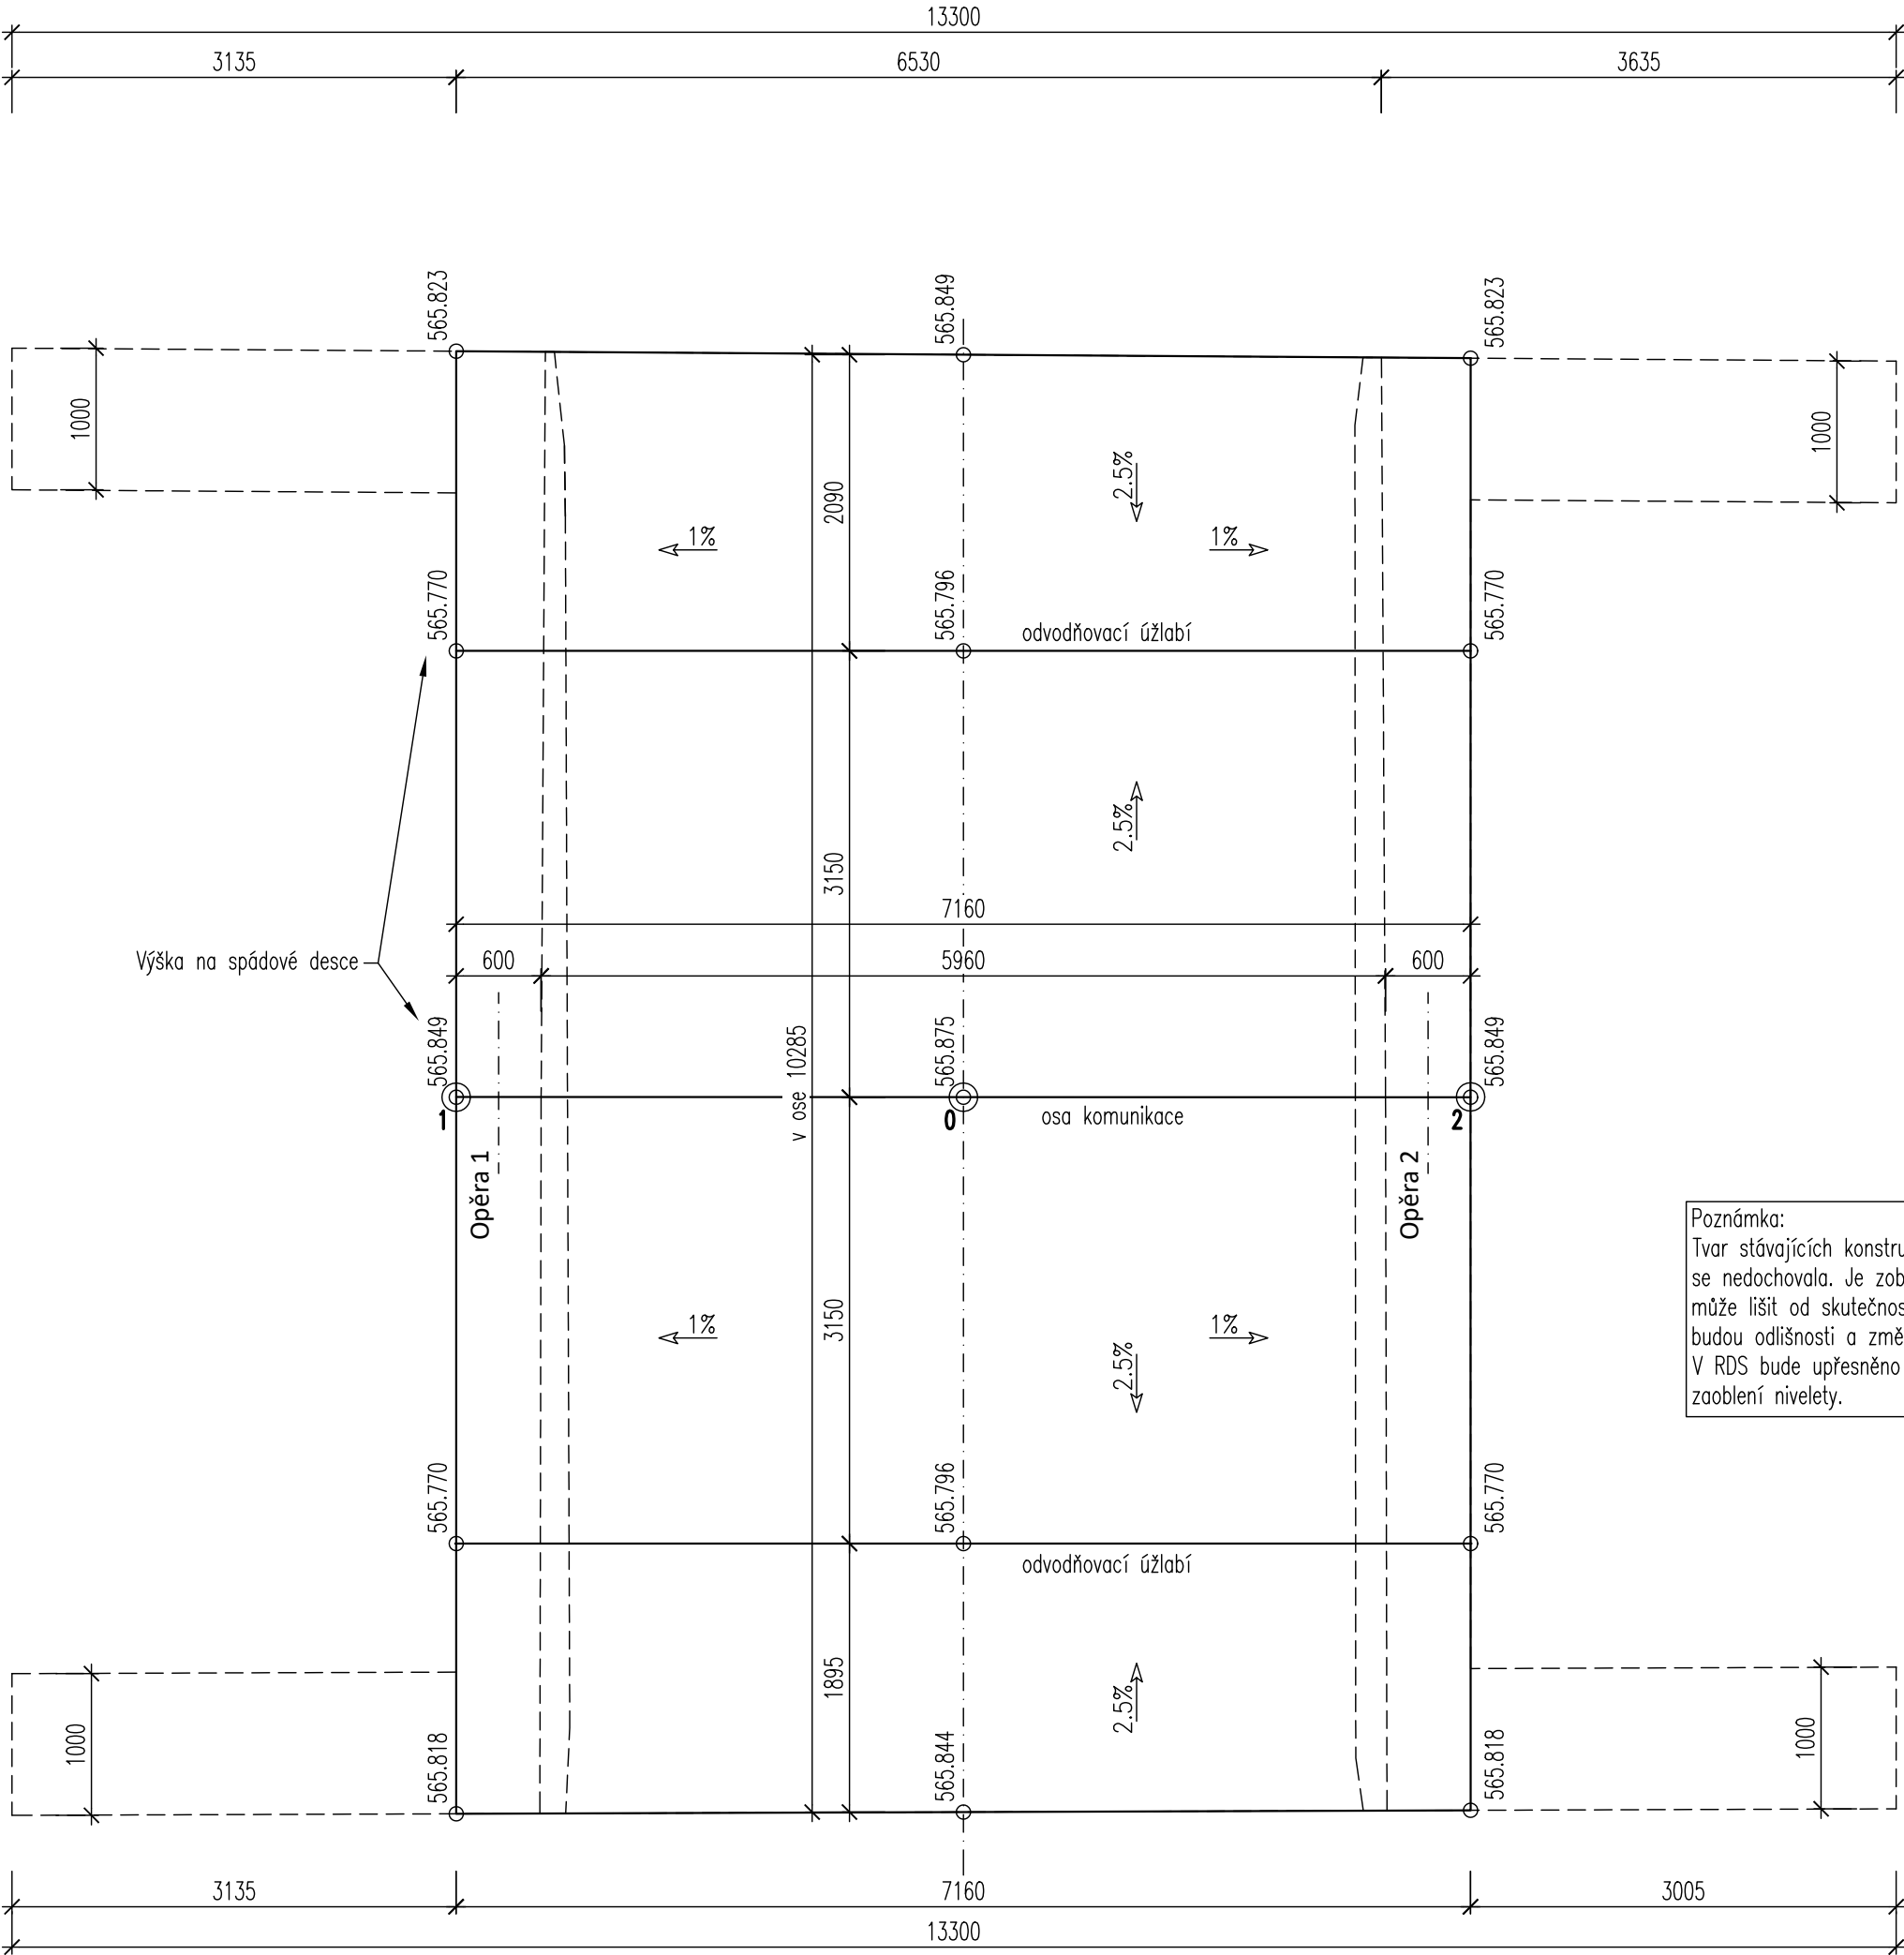 13300
3135 6530 3635
565.823 565.849 565.823
1000 1000
2090
2.5%
1% 1%
565.770 565.796 565.770
odvodňovací úžlabí
2.5%
3150
7160
Výška na spádové desce
600 5960 600
565.849 565.875 565.849
v ose 10285
1 0 2
osa komunikace
Opěra 1 Opěra 2
Poznámka:
Tvar stávajících konstru
se nedochovala. Je zob
může lišit od skutečnos
budou odlišnosti a změ
V RDS bude upřesněno
zaoblení nivelety.
3150
1% 1%
2.5%
565.770 565.796 565.770
odvodňovací úžlabí
1895
2.5%
1000 1000
565.818 565.844 565.818
3135 7160 3005
13300